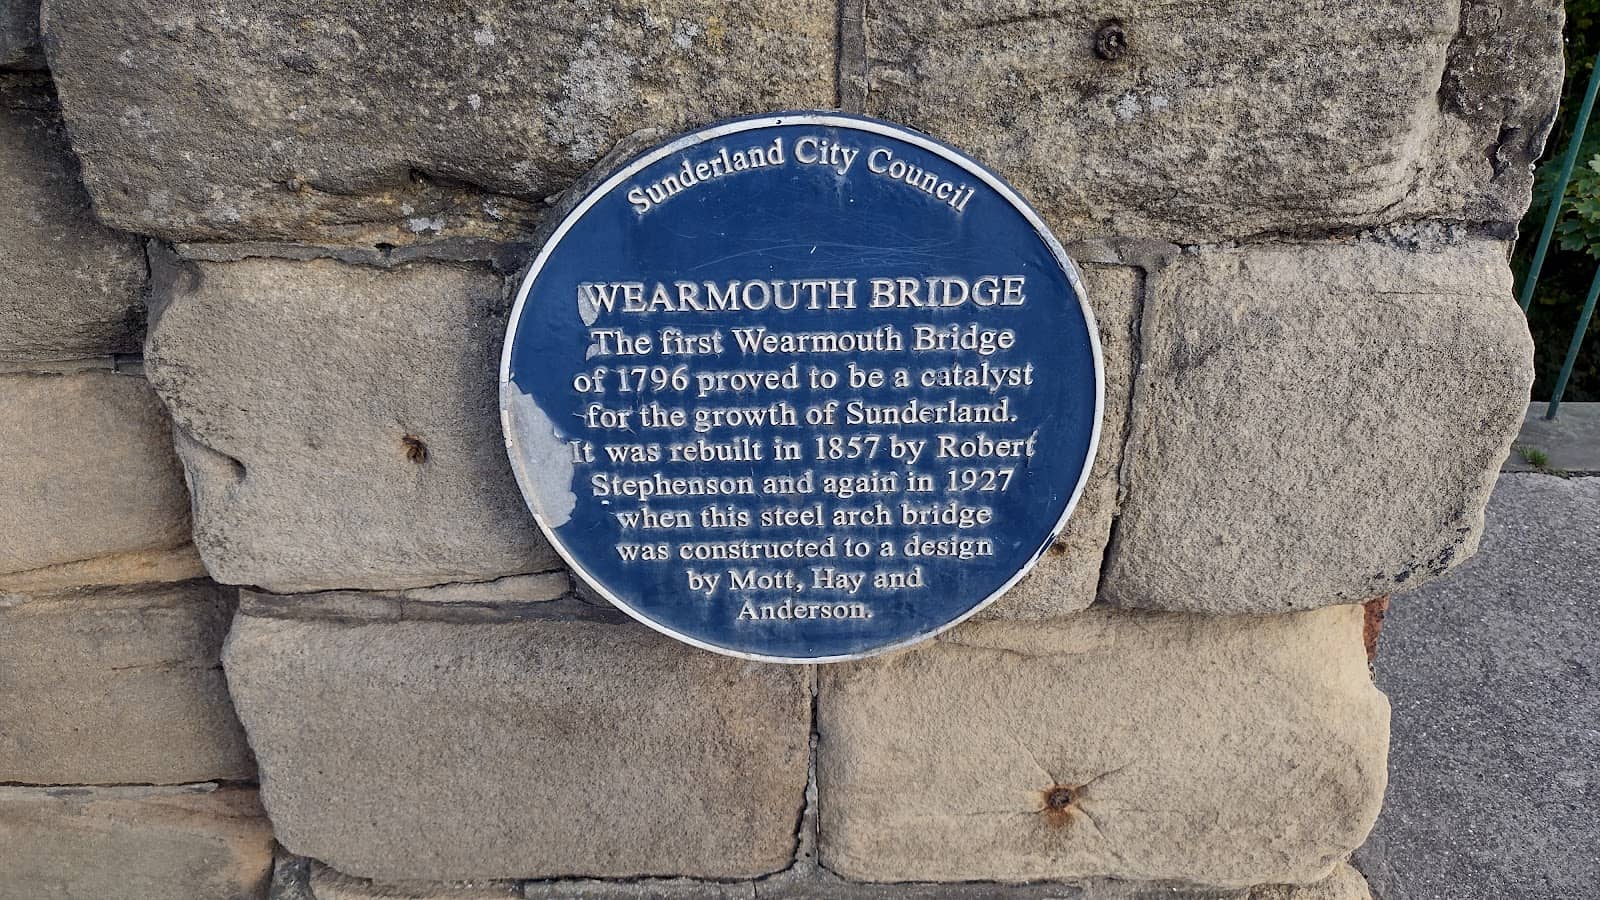 Sunderland City Council
WEARMOUTH BRIDGE
The first Wearmouth Bridge
of 1796 proved to be a catalyst
for the growth of Sunderland.
It was rebuilt in 1857 by Robert
Stephenson and again in 1927
when this steel arch bridge
was constructed to a design
by Mott, Hay and
Anderson.